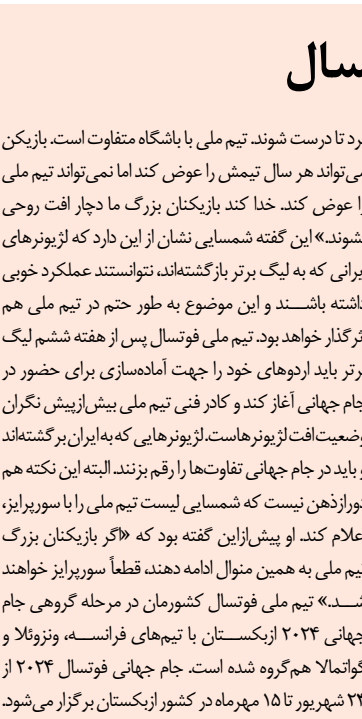 سال
رد تا درست شوند. تیم ملی با باشگاه متفاوت است. بازیکن
می‌تواند هر سال تیمش را عوض کند اما نمی‌تواند تیم ملی
را عوض کند. خدا کند بازیکنان بزرگ ما دچار افت روحی
نشوند.» این گفته شمسایی نشان از این دارد که لژیونرهای
ایرانی که به لیگ برتر بازگشته‌اند، نتوانستند عملکرد خوبی
داشته باشند و این موضوع به طور حتم در تیم ملی هم
اثرگذار خواهد بود. تیم ملی فوتسال پس از هفته ششم لیگ
برتر باید اردوهای خود را جهت آماده‌سازی برای حضور در
جام جهانی آغاز کند و کادر فنی تیم ملی بیش‌ازپیش نگران
وضعیت افت لژیونرهاست. لژیونرهایی که به ایران برگشته‌اند
و باید در جام جهانی تفاوت‌ها را رقم بزنند. البته این نکته هم
دورازذهن نیست که شمسایی لیست تیم ملی را با سورپرایز،
اعلام کند. او پیش‌ازاین گفته بود که «اگر بازیکنان بزرگ
تیم ملی به همین منوال ادامه دهند، قطعاً سورپرایز خواهند
شد.» تیم ملی فوتسال کشورمان در مرحله گروهی جام
جهانی ۲۰۲۴ ازبکستان با تیم‌های فرانسه، ونزوئلا و
گواتمالا هم‌گروه شده است. جام جهانی فوتسال ۲۰۲۴ از
۲۴ شهریور تا ۱۵ مهرماه در کشور ازبکستان برگزار می‌شود.